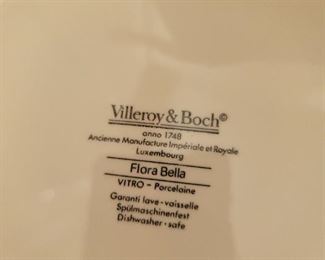 Villeroy & Boch©
anno 1748
Ancienne Manufacture Impériale et Royale
Luxembourg
Flora Bella
VITRO - Porcelaine
Garanti lave-vaisselle
Spülmaschinenfest
Dishwasher-safe